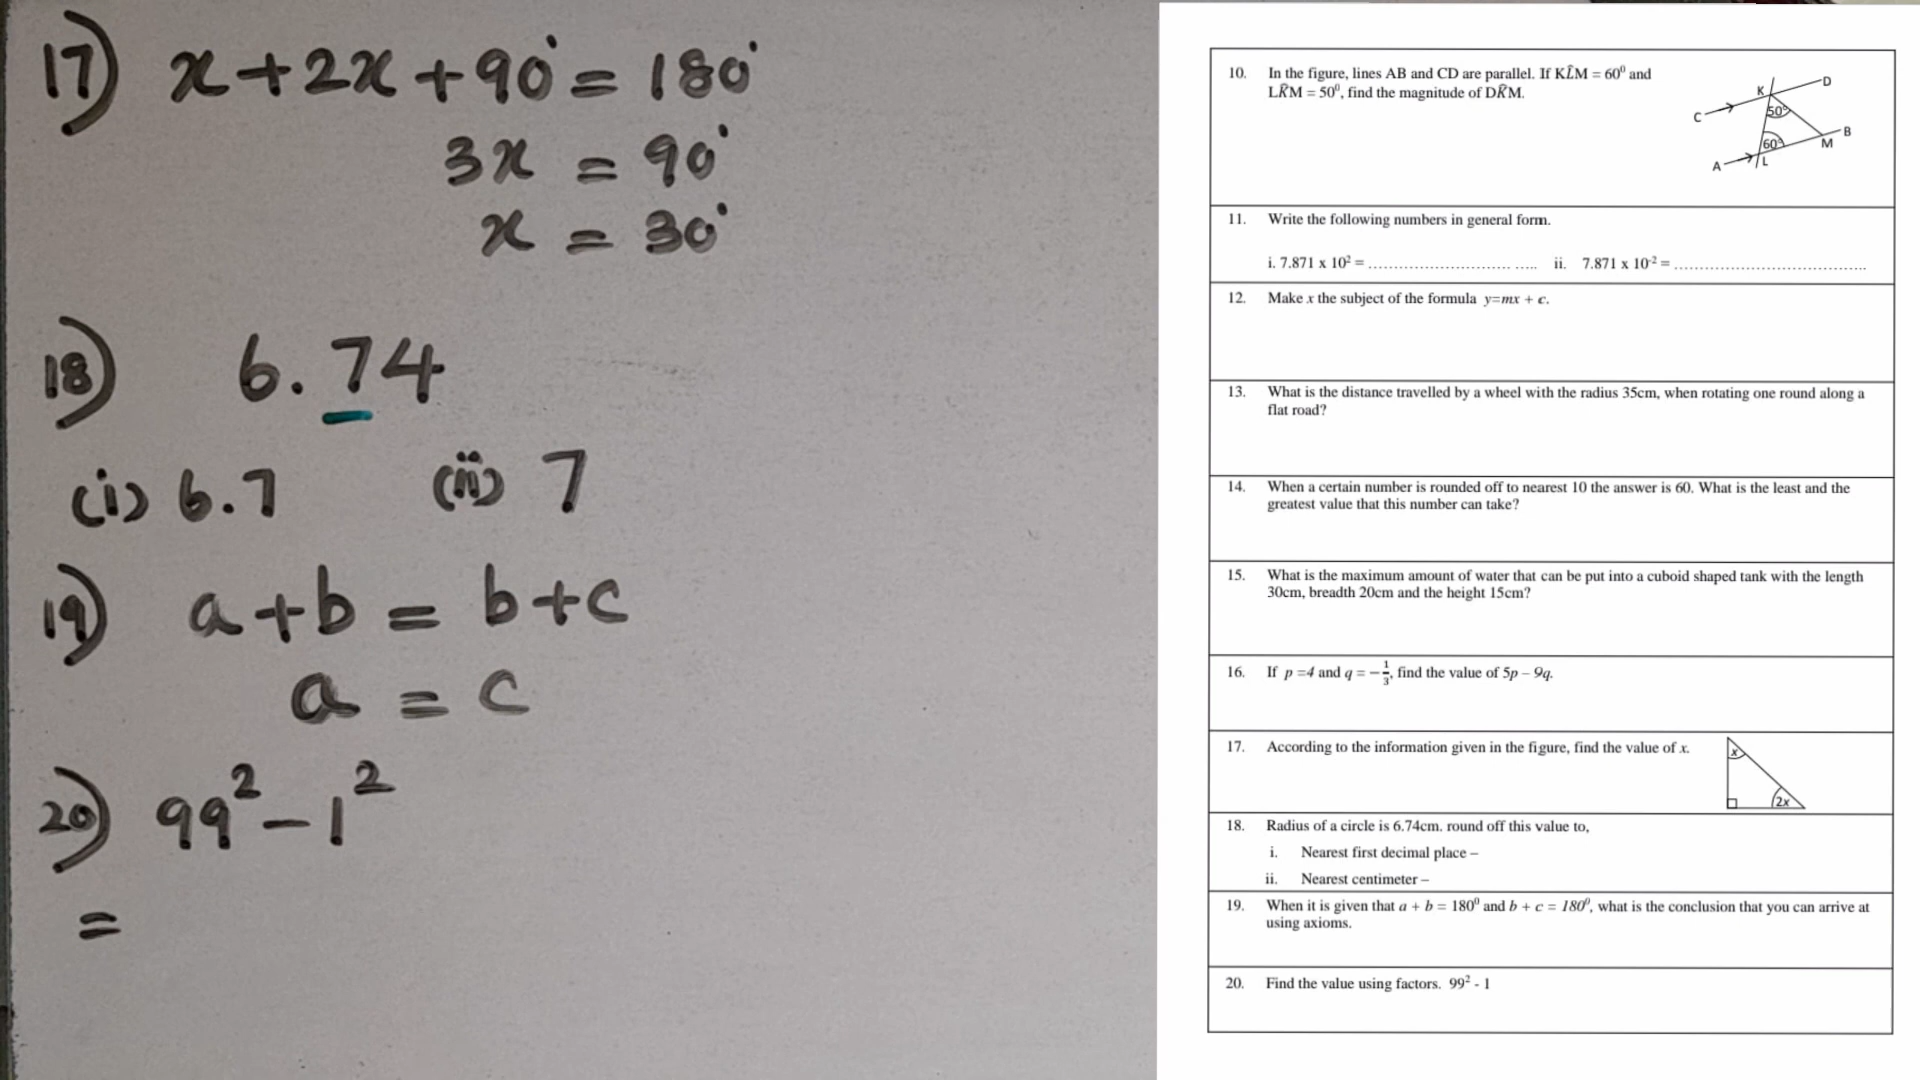 17) x + 2x + 90° = 180°
3x = 90°
x = 30°
18) 6.74
(i) 6.7 (ii) 7
19) a + b = b + c
a = c
20) 99² - 1²
=
10. In the figure, lines AB and CD are parallel. If KL̂M = 60⁰ and
LK̂M = 50⁰, find the magnitude of DK̂M.
K
D
50°
C
B
60°
M
A
L
11. Write the following numbers in general form.
i. 7.871 x 10² = ............................... ii. 7.871 x 10⁻² = ...................................
12. Make x the subject of the formula y=mx + c.
13. What is the distance travelled by a wheel with the radius 35cm, when rotating one round along a
flat road?
14. When a certain number is rounded off to nearest 10 the answer is 60. What is the least and the
greatest value that this number can take?
15. What is the maximum amount of water that can be put into a cuboid shaped tank with the length
30cm, breadth 20cm and the height 15cm?
16. If p =4 and q = −1/3, find the value of 5p – 9q.
17. According to the information given in the figure, find the value of x.
x
2x
18. Radius of a circle is 6.74cm. round off this value to,
i. Nearest first decimal place –
ii. Nearest centimeter –
19. When it is given that a + b = 180⁰ and b + c = 180⁰, what is the conclusion that you can arrive at
using axioms.
20. Find the value using factors. 99² - 1